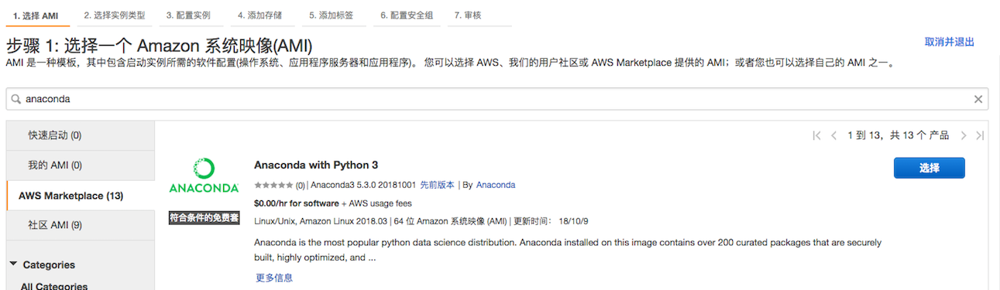 1. 选择 AMI 2. 选择实例类型 3. 配置实例 4. 添加存储 5. 添加标签 6. 配置安全组 7. 审核
步骤 1: 选择一个 Amazon 系统映像(AMI)
取消并退出
AMI 是一种模板，其中包含启动实例所需的软件配置(操作系统、应用程序服务器和应用程序)。 您可以选择 AWS、我们的用户社区或 AWS Marketplace 提供的 AMI；或者您也可以选择自己的 AMI 之一。
anaconda
快速启动 (0)
我的 AMI (0)
AWS Marketplace (13)
社区 AMI (9)
Categories
All Categories
1 到 13，共 13 个 产品
ANACONDA
符合条件的免费套
Anaconda with Python 3
选择
(0) | Anaconda3 5.3.0 20181001 先前版本 | By Anaconda
$0.00/hr for software + AWS usage fees
Linux/Unix, Amazon Linux 2018.03 | 64 位 Amazon 系统映像 (AMI) | 更新时间： 18/10/9
Anaconda is the most popular python data science distribution. Anaconda installed on this image contains over 200 curated packages that are securely
built, highly optimized, and ...
更多信息